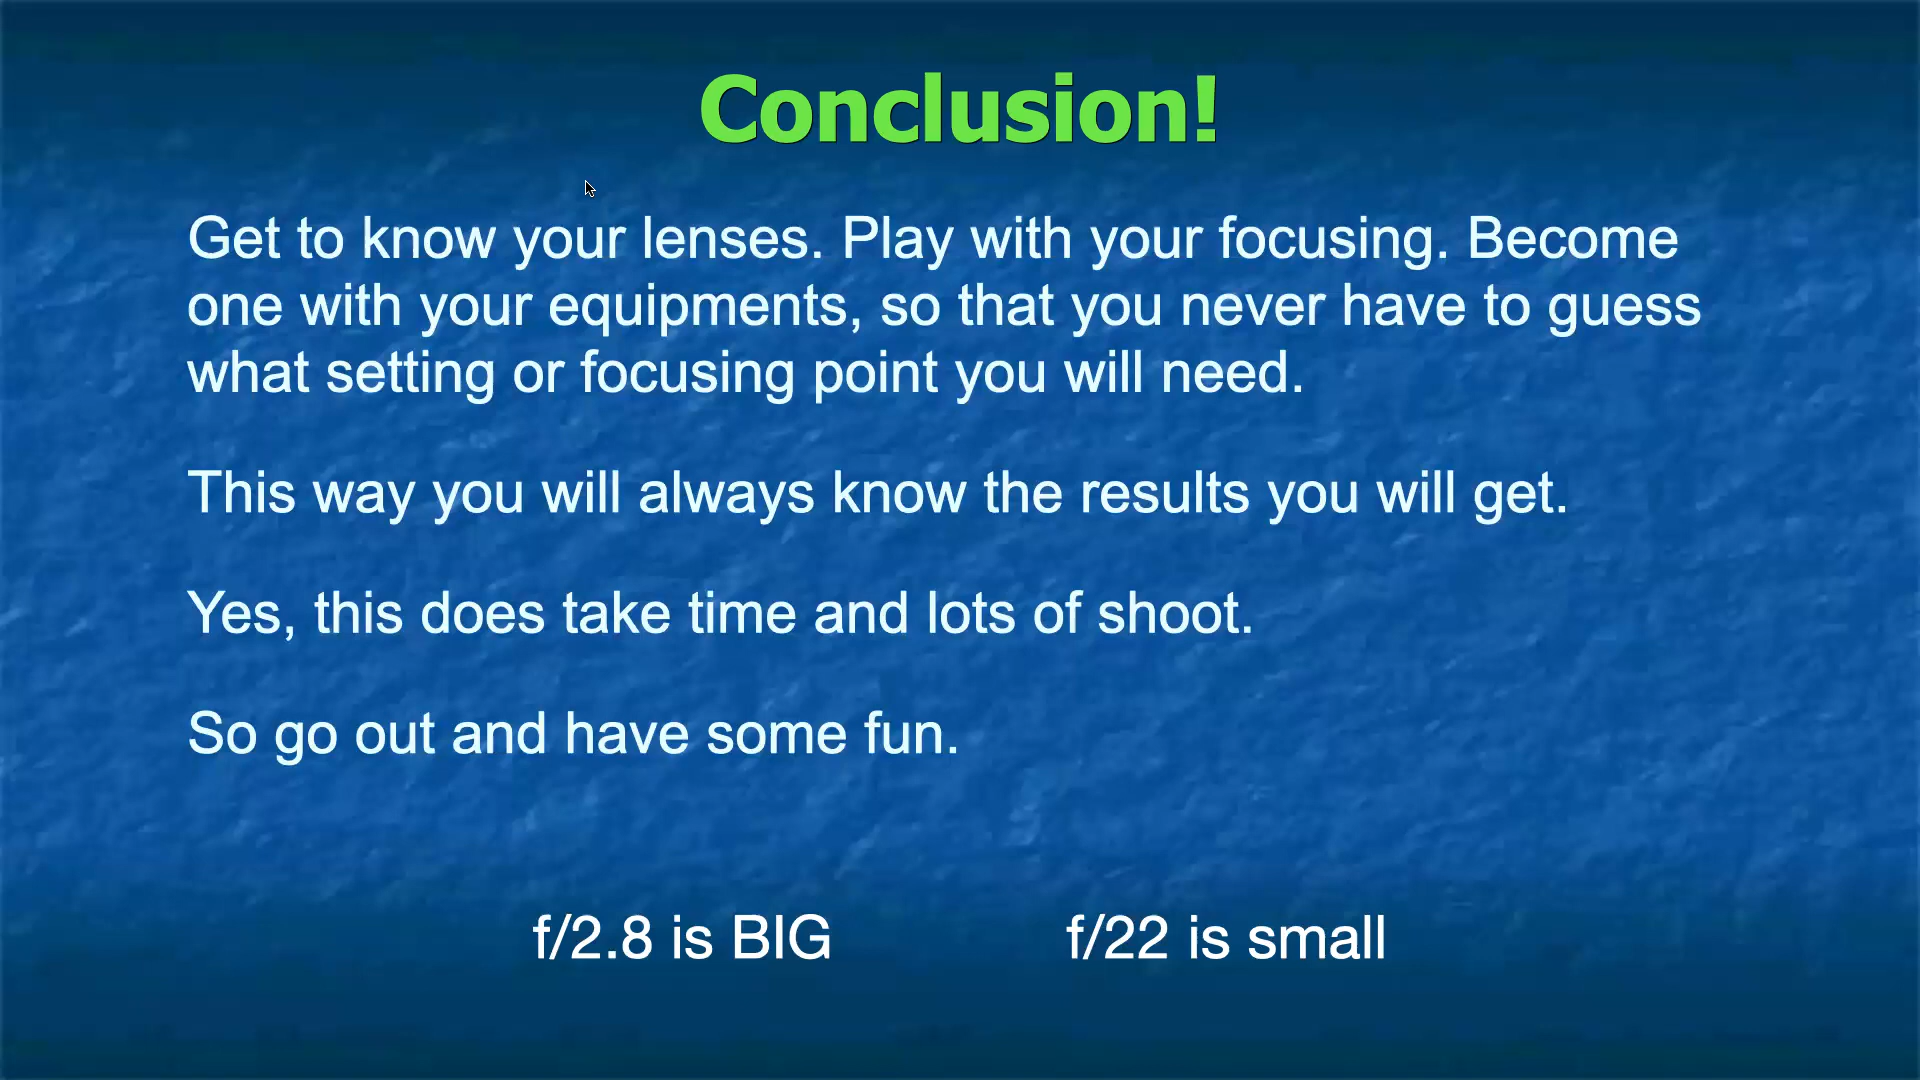 Conclusion!
Get to know your lenses. Play with your focusing. Become
one with your equipments, so that you never have to guess
what setting or focusing point you will need.
This way you will always know the results you will get.
Yes, this does take time and lots of shoot.
So go out and have some fun.
f/2.8 is BIG f/22 is small